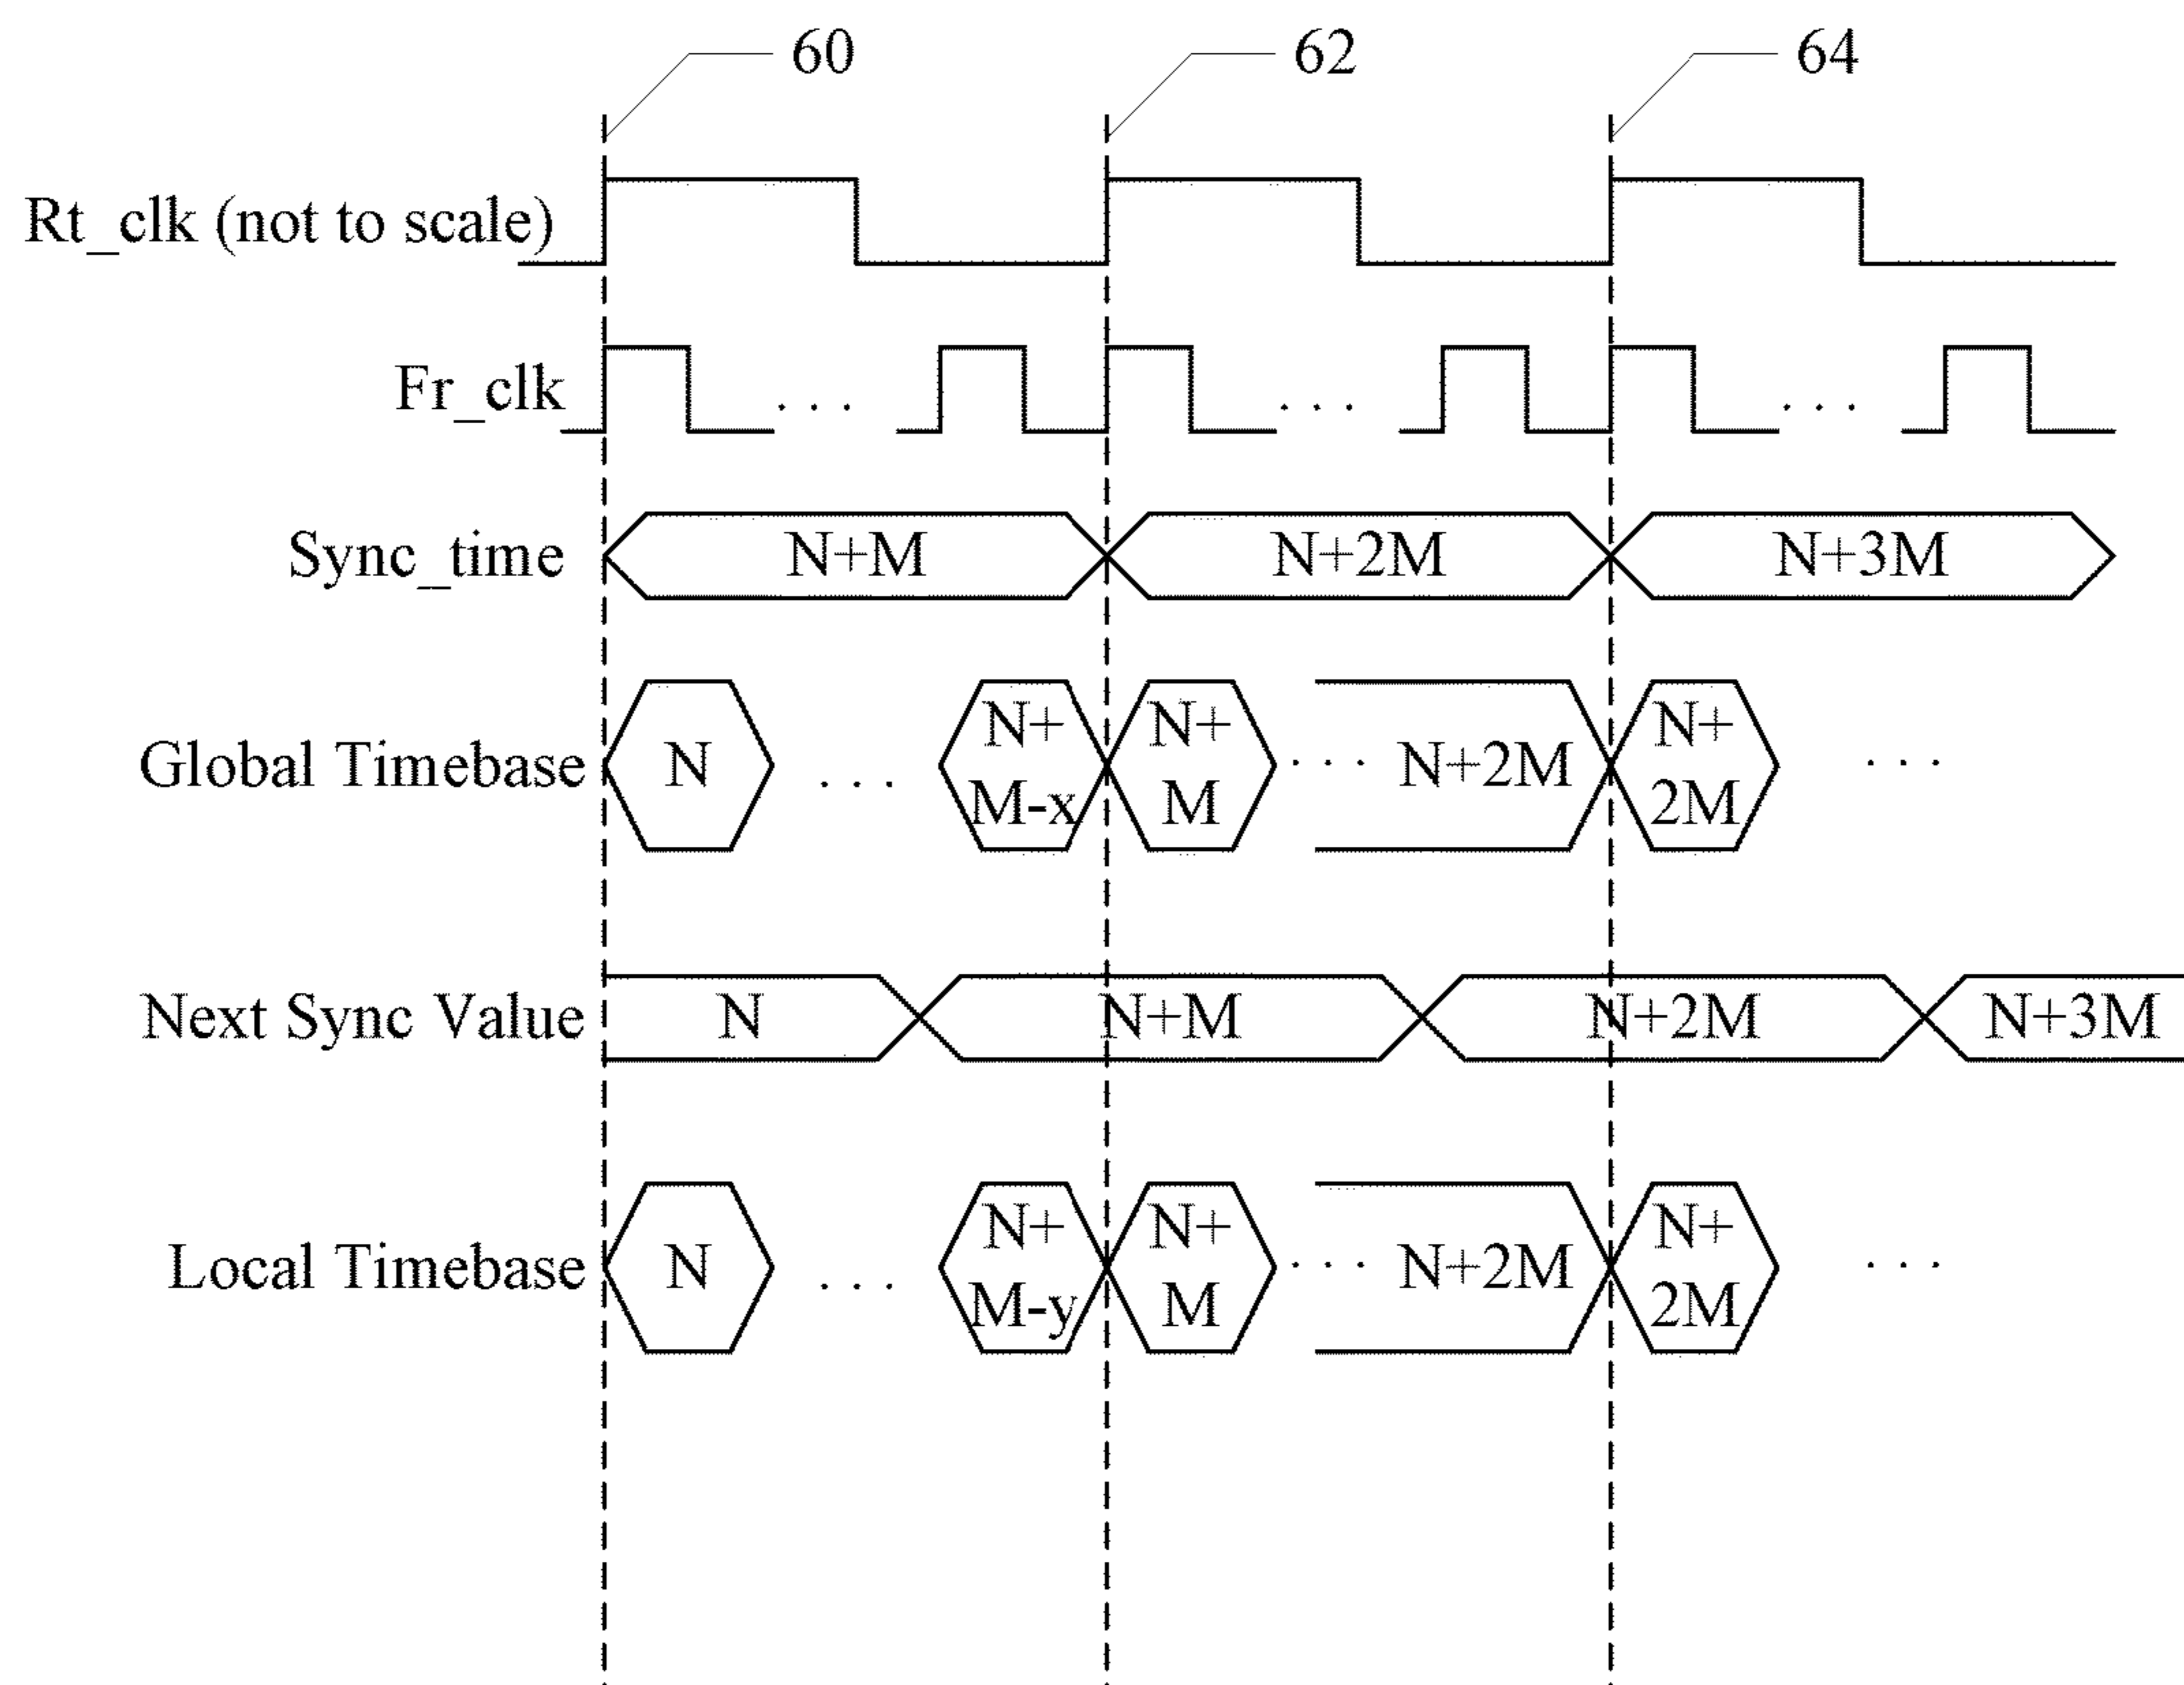 60 62 64
Rt_clk (not to scale)
Fr_clk . . . . . . . . .
Sync_time N+M N+2M N+3M
Global Timebase N . . . N+ M-x N+ M . . . N+2M N+ 2M . . .
Next Sync Value N N+M N+2M N+3M
Local Timebase N . . . N+ M-y N+ M . . . N+2M N+ 2M . . .